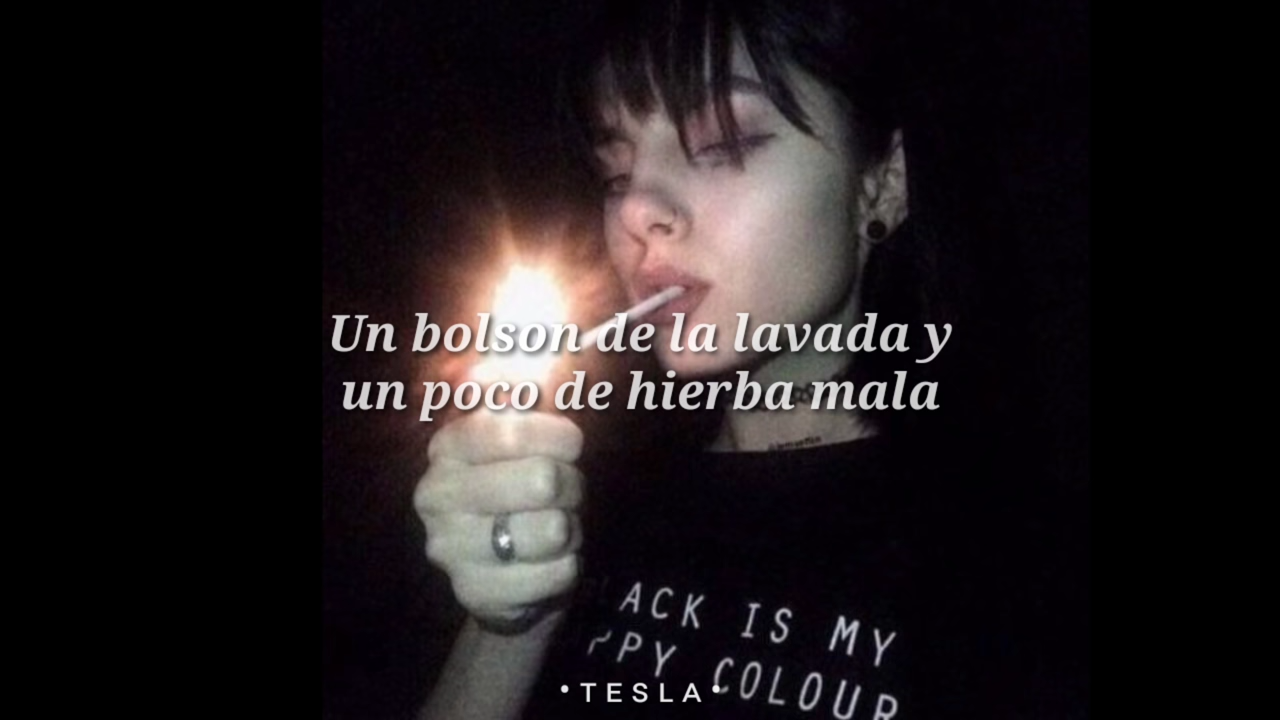 Un bolson de la lavada y
un poco de hierba mala
ACK IS MY
PPY COLOUR
•TESLA•